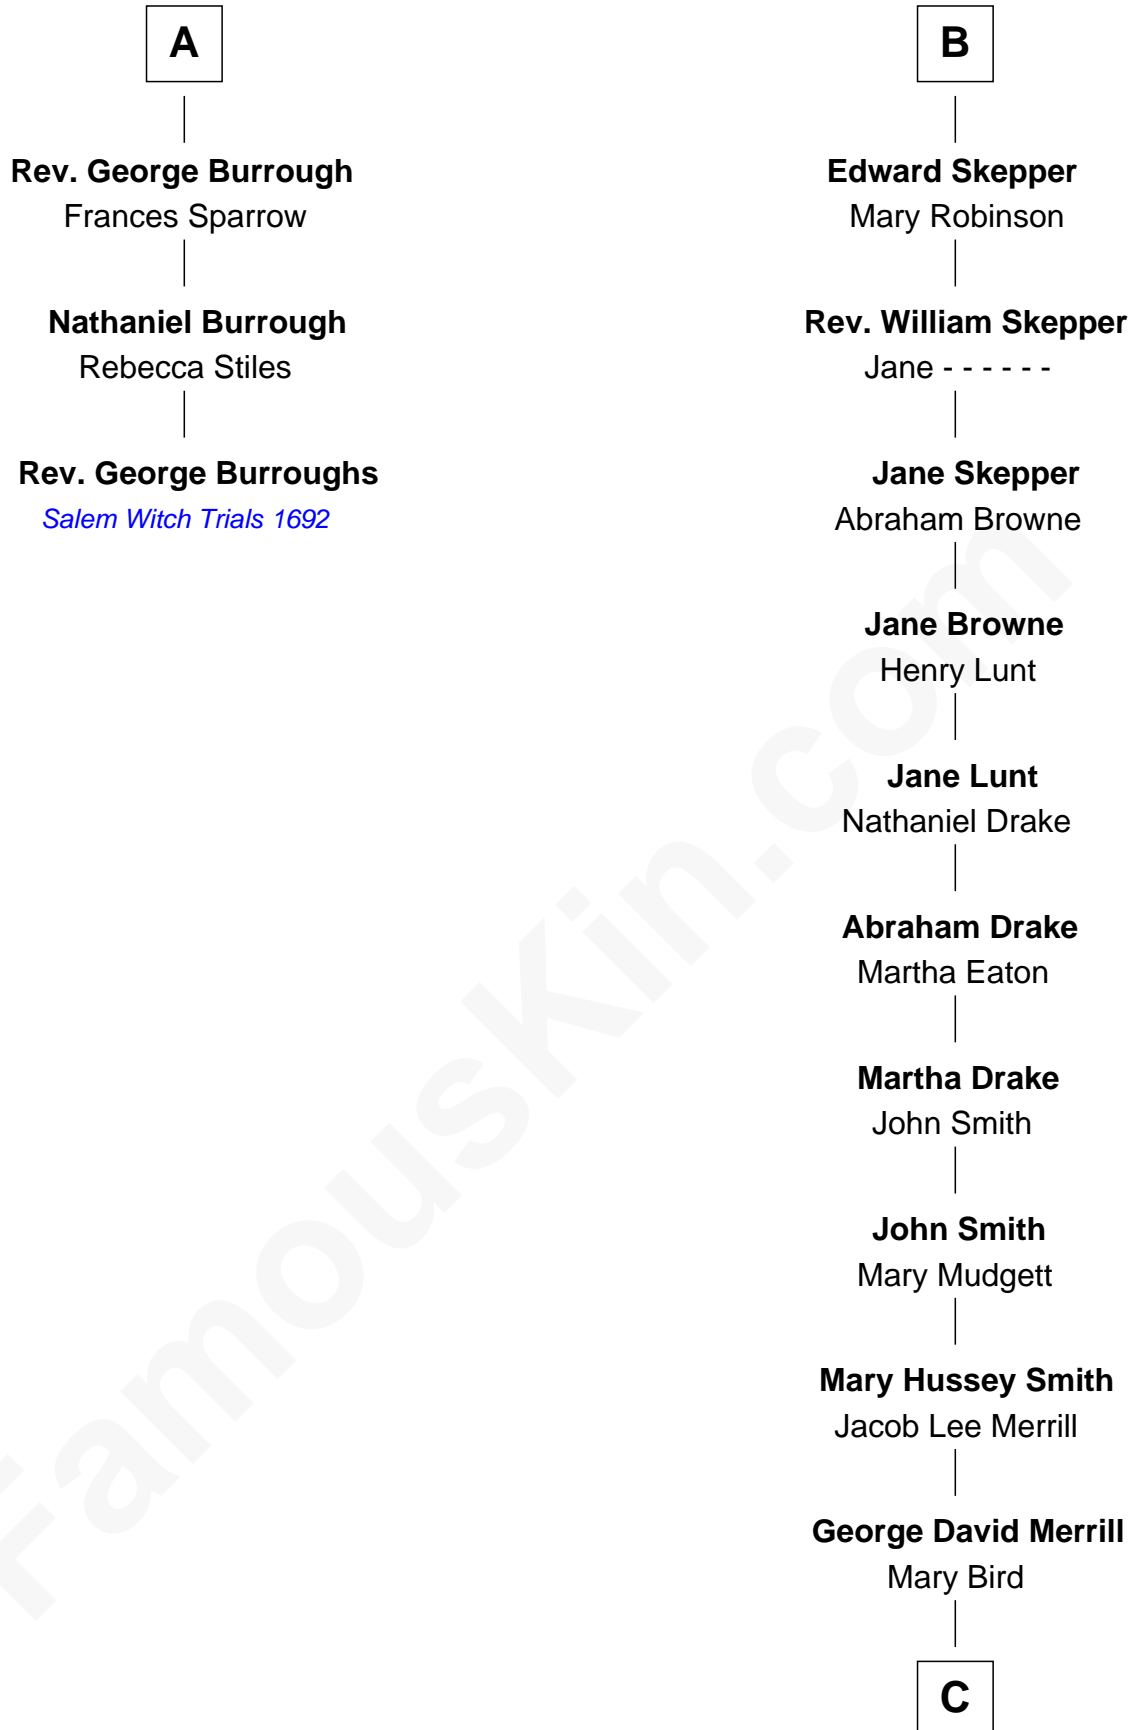 A
Rev. George Burrough
Frances Sparrow
Nathaniel Burrough
Rebecca Stiles
Rev. George Burroughs
Salem Witch Trials 1692
B
Edward Skepper
Mary Robinson
Rev. William Skepper
Jane - - - - - -
Jane Skepper
Abraham Browne
Jane Browne
Henry Lunt
Jane Lunt
Nathaniel Drake
Abraham Drake
Martha Eaton
Martha Drake
John Smith
John Smith
Mary Mudgett
Mary Hussey Smith
Jacob Lee Merrill
George David Merrill
Mary Bird
C
FamousKin.com